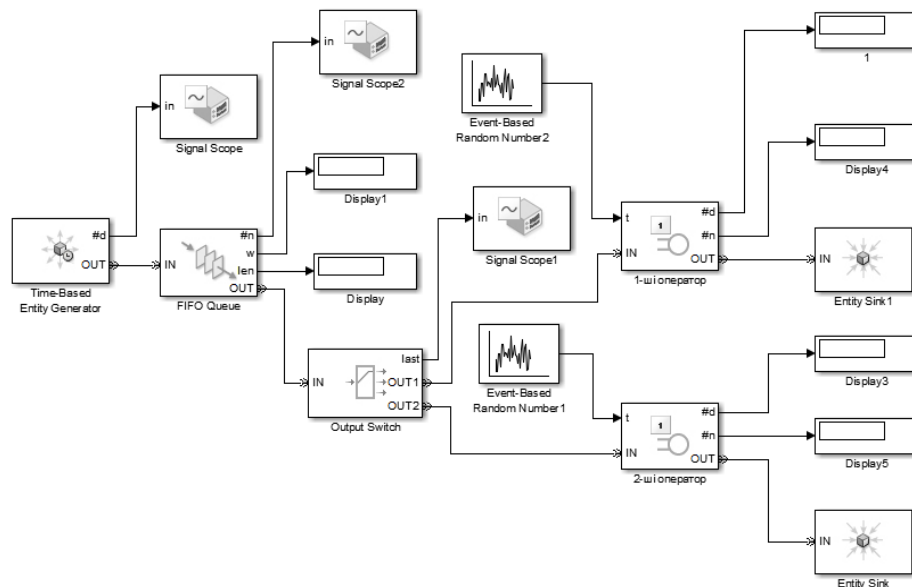 in
Signal Scope2
1
in
Signal Scope
Event-Based
Random Number2
#d
#n
OUT
Display4
Display1
in
Signal Scope1
t
IN
1
#d
#n
OUT
1-ші оператор
IN
Entity Sink1
#d
OUT
Time-Based
Entity Generator
IN
#n
w
len
OUT
FIFO Queue
Display
IN
last
OUT1
OUT2
Output Switch
Event-Based
Random Number1
Display3
t
IN
1
#d
#n
OUT
2-ші оператор
Display5
IN
Entity Sink